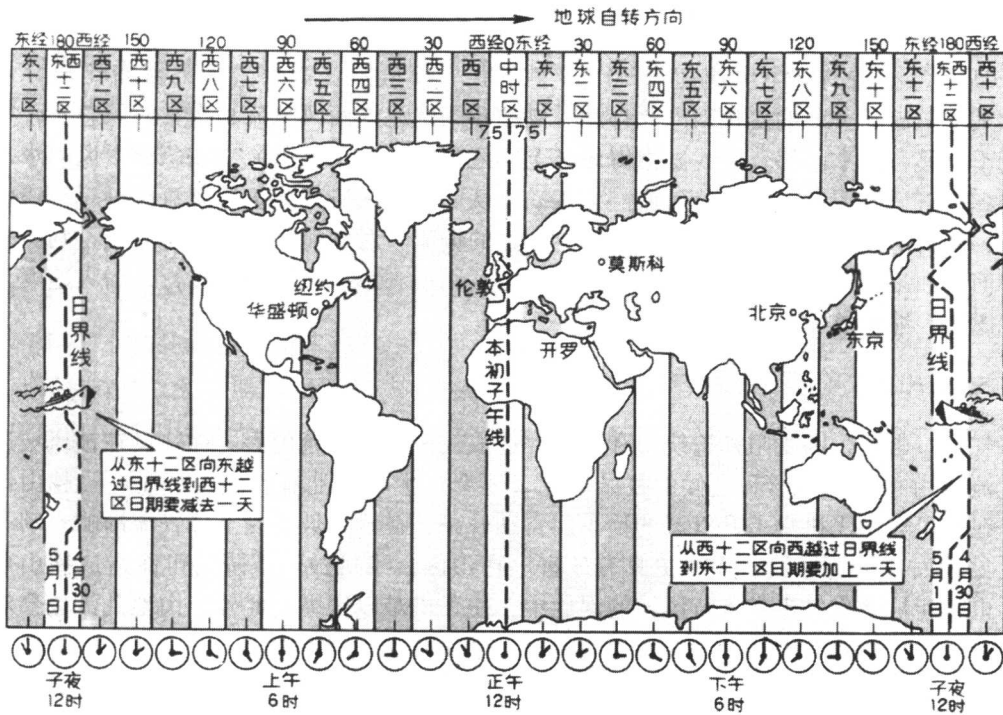 地球自转方向
东经180西经 150 120 90 60 30 西经0东经 30 60 90 120 150 东经180西经
东十一区
东西十二区
西十一区
西十区
西九区
西八区
西七区
西六区
西五区
西四区
西三区
西二区
西一区
中时区
东一区
东二区
东三区
东四区
东五区
东六区
东七区
东八区
东九区
东十区
东十一区
东西十二区
西十一区
7.5 7.5
莫斯科
伦敦
纽约
华盛顿
北京
东京
开罗
日界线
本初子午线
日界线
从东十二区向东越
过日界线到西十二
区日期要减去一天
从西十二区向西越过日界线
到东十二区日期要加上一天
5月1日
4月30日
5月1日
4月30日
子夜 上午 正午 下午 子夜
12时 6时 12时 6时 12时